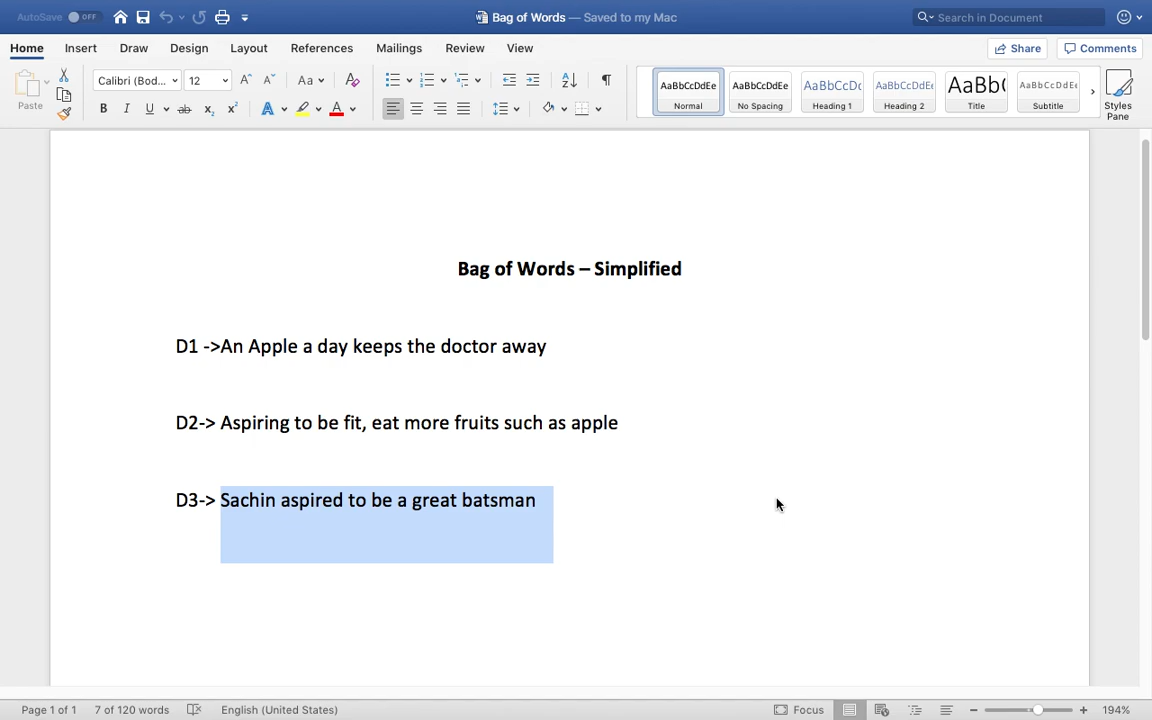 AutoSave OFF Bag of Words — Saved to my Mac Search in Document
Home Insert Draw Design Layout References Mailings Review View Share Comments
Paste Calibri (Bod... 12 Aa
B I U ab x₂ x² A A
AaBbCcDdEe AaBbCcDdEe AaBbCcDc AaBbCcDdEe AaBb( AaBbCcDdEe
Normal No Spacing Heading 1 Heading 2 Title Subtitle Styles Pane
Bag of Words – Simplified
D1 ->An Apple a day keeps the doctor away
D2-> Aspiring to be fit, eat more fruits such as apple
D3-> Sachin aspired to be a great batsman
Page 1 of 1 7 of 120 words English (United States) Focus 194%